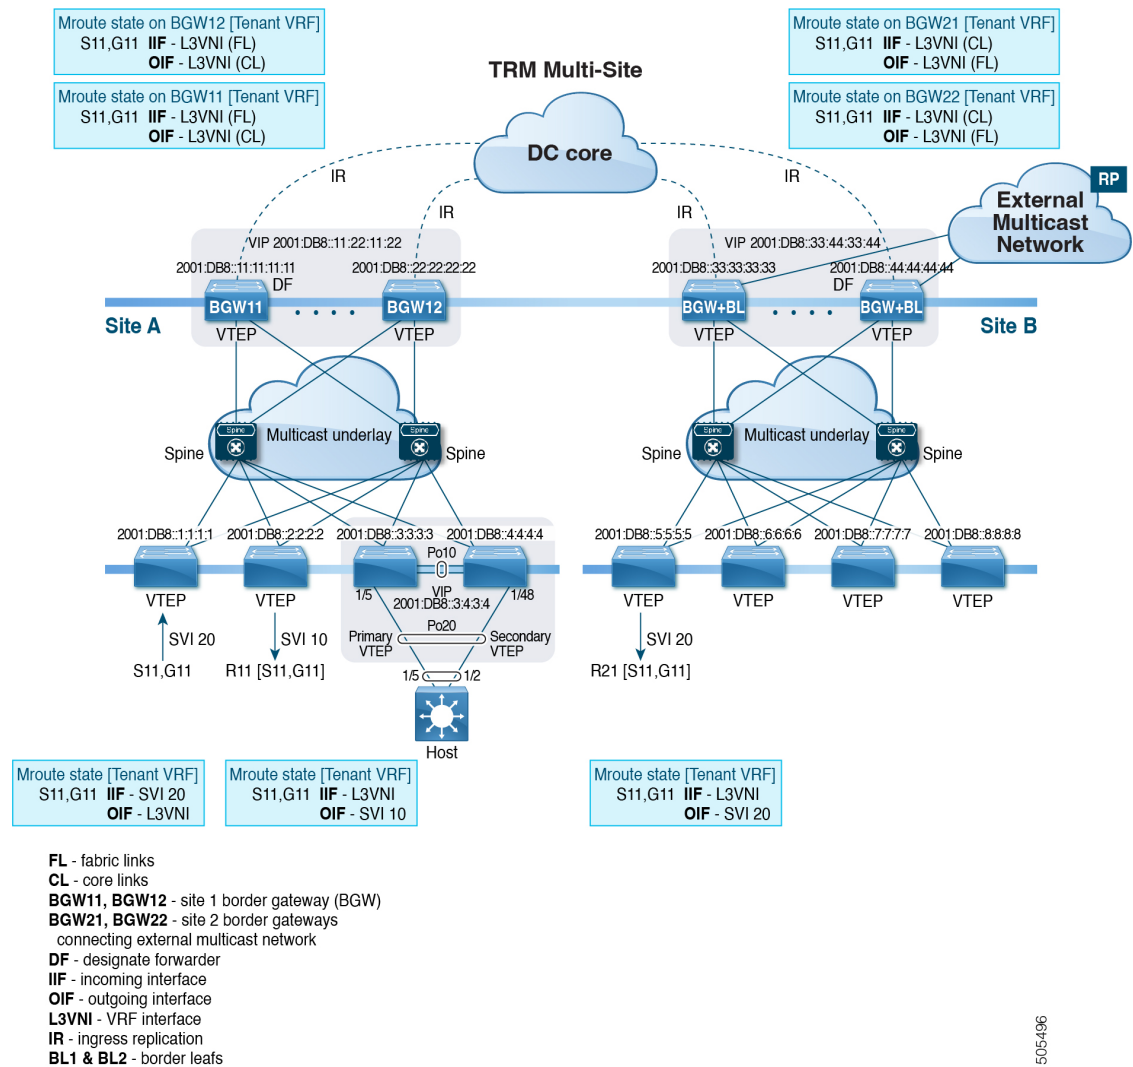 Mroute state on BGW12 [Tenant VRF]
S11,G11 IIF - L3VNI (FL)
OIF - L3VNI (CL)
Mroute state on BGW11 [Tenant VRF]
S11,G11 IIF - L3VNI (FL)
OIF - L3VNI (CL)
Mroute state on BGW21 [Tenant VRF]
S11,G11 IIF - L3VNI (CL)
OIF - L3VNI (FL)
Mroute state on BGW22 [Tenant VRF]
S11,G11 IIF - L3VNI (CL)
OIF - L3VNI (FL)
TRM Multi-Site
DC core
IR
IR
IR
IR
RP
External
Multicast
Network
VIP 2001:DB8::11:22:11:22
2001:DB8::11:11:11:11
2001:DB8::22:22:22:22
DF
BGW11
BGW12
VTEP
VTEP
Site A
VIP 2001:DB8::33:44:33:44
2001:DB8::33:33:33:33
2001:DB8::44:44:44:44
DF
BGW+BL
BGW+BL
VTEP
VTEP
Site B
Spine
Spine
Multicast underlay
Spine
Spine
Spine
Spine
Multicast underlay
Spine
Spine
2001:DB8::1:1:1:1
2001:DB8::2:2:2:2
2001:DB8::3:3:3:3
2001:DB8::4:4:4:4
2001:DB8::5:5:5:5
2001:DB8::6:6:6:6
2001:DB8::7:7:7:7
2001:DB8::8:8:8:8
Po10
VIP
2001:DB8::3:4:3:4
1/5
1/48
Po20
Primary
VTEP
Secondary
VTEP
1/5
1/2
Host
VTEP
VTEP
VTEP
VTEP
VTEP
VTEP
SVI 20
SVI 10
SVI 20
S11,G11
R11 [S11,G11]
R21 [S11,G11]
Mroute state [Tenant VRF]
S11,G11 IIF - SVI 20
OIF - L3VNI
Mroute state [Tenant VRF]
S11,G11 IIF - L3VNI
OIF - SVI 10
Mroute state [Tenant VRF]
S11,G11 IIF - L3VNI
OIF - SVI 20
FL - fabric links
CL - core links
BGW11, BGW12 - site 1 border gateway (BGW)
BGW21, BGW22 - site 2 border gateways
connecting external multicast network
DF - designate forwarder
IIF - incoming interface
OIF - outgoing interface
L3VNI - VRF interface
IR - ingress replication
BL1 & BL2 - border leafs
505496